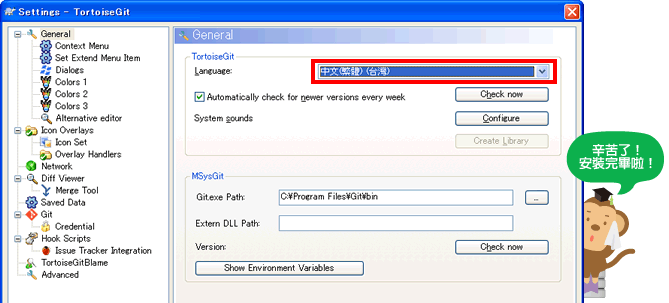 Settings - TortoiseGit
General
Context Menu
Set Extend Menu Item
Dialogs
Colors 1
Colors 2
Colors 3
Alternative editor
Icon Overlays
Icon Set
Overlay Handlers
Network
Diff Viewer
Merge Tool
Saved Data
Git
Credential
Hook Scripts
Issue Tracker Integration
TortoiseGitBlame
Advanced
General
TortoiseGit
Language:
中文(繁體) (台灣)
Automatically check for newer versions every week
Check now
System sounds
Configure
Create Library
MSysGit
Git.exe Path:
C:¥Program Files¥Git¥bin
...
Extern DLL Path:
Version:
Check now
Show Environment Variables
辛苦了！
安裝完畢啦！